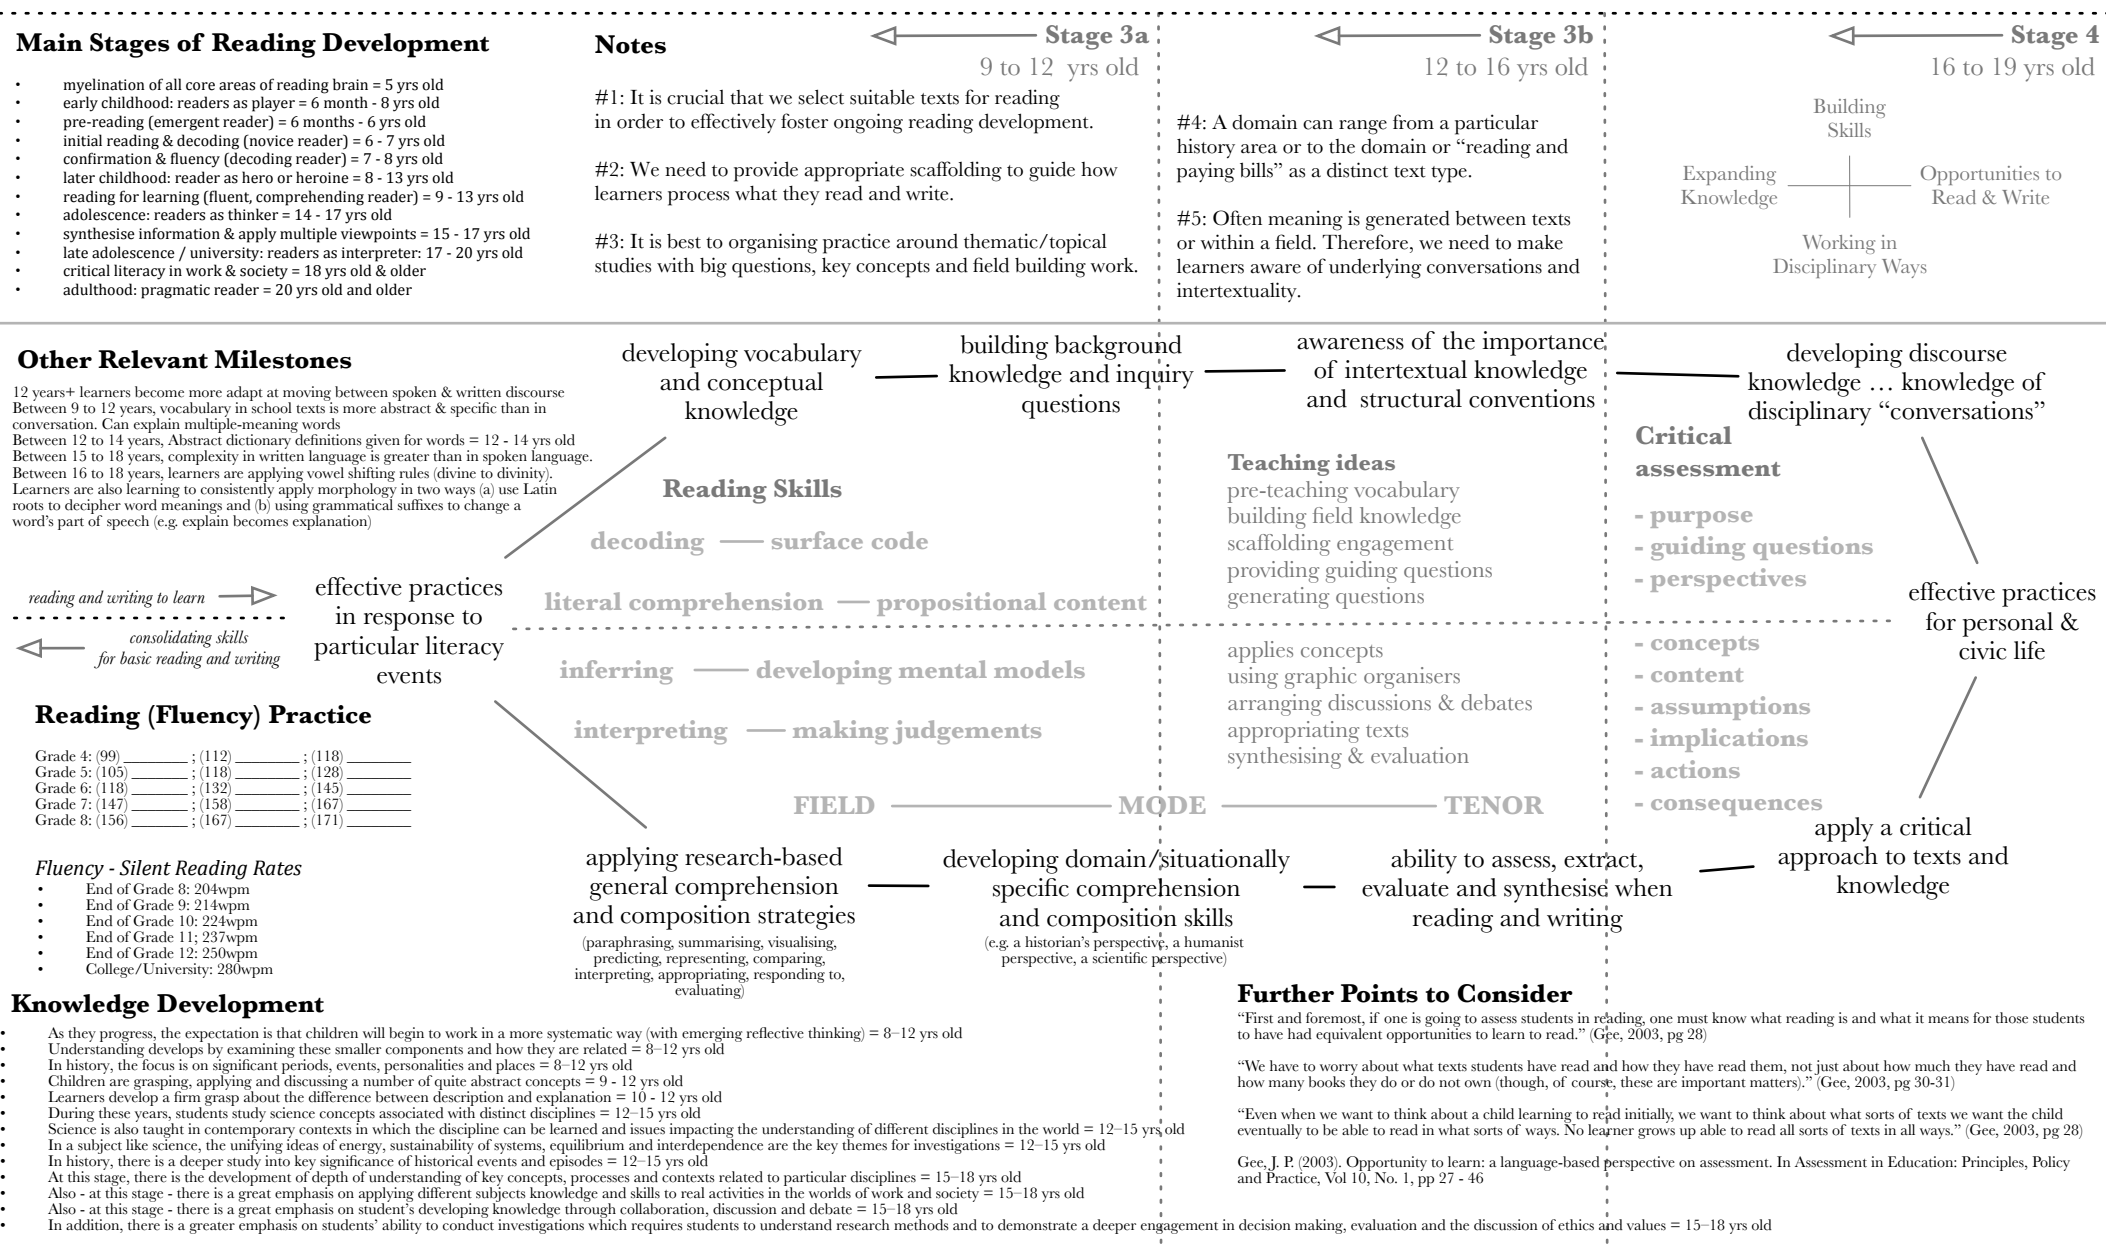 Main Stages of Reading Development
• myelination of all core areas of reading brain = 5 yrs old
• early childhood: readers as player = 6 month - 8 yrs old
• pre-reading (emergent reader) = 6 months - 6 yrs old
• initial reading & decoding (novice reader) = 6 - 7 yrs old
• confirmation & fluency (decoding reader) = 7 - 8 yrs old
• later childhood: reader as hero or heroine = 8 - 13 yrs old
• reading for learning (fluent, comprehending reader) = 9 - 13 yrs old
• adolescence: readers as thinker = 14 - 17 yrs old
• synthesise information & apply multiple viewpoints = 15 - 17 yrs old
• late adolescence / university: readers as interpreter: 17 - 20 yrs old
• critical literacy in work & society = 18 yrs old & older
• adulthood: pragmatic reader = 20 yrs old and older
Notes
Stage 3a
9 to 12 yrs old
#1: It is crucial that we select suitable texts for reading
in order to effectively foster ongoing reading development.
#2: We need to provide appropriate scaffolding to guide how
learners process what they read and write.
#3: It is best to organising practice around thematic/topical
studies with big questions, key concepts and field building work.
Stage 3b
12 to 16 yrs old
#4: A domain can range from a particular
history area or to the domain or “reading and
paying bills” as a distinct text type.
#5: Often meaning is generated between texts
or within a field. Therefore, we need to make
learners aware of underlying conversations and
intertextuality.
Stage 4
16 to 19 yrs old
Building
Skills
Expanding
Knowledge
Opportunities to
Read & Write
Working in
Disciplinary Ways
Other Relevant Milestones
12 years+ learners become more adapt at moving between spoken & written discourse
Between 9 to 12 years, vocabulary in school texts is more abstract & specific than in
conversation. Can explain multiple-meaning words
Between 12 to 14 years, Abstract dictionary definitions given for words = 12 - 14 yrs old
Between 15 to 18 years, complexity in written language is greater than in spoken language.
Between 16 to 18 years, learners are applying vowel shifting rules (divine to divinity).
Learners are also learning to consistently apply morphology in two ways (a) use Latin
roots to decipher word meanings and (b) using grammatical suffixes to change a
word’s part of speech (e.g. explain becomes explanation)
developing vocabulary
and conceptual
knowledge
building background
knowledge and inquiry
questions
awareness of the importance
of intertextual knowledge
and structural conventions
developing discourse
knowledge … knowledge of
disciplinary “conversations”
Reading Skills
decoding — surface code
literal comprehension — propositional content
inferring — developing mental models
interpreting — making judgements
Teaching ideas
pre-teaching vocabulary
building field knowledge
scaffolding engagement
providing guiding questions
generating questions
applies concepts
using graphic organisers
arranging discussions & debates
appropriating texts
synthesising & evaluation
Critical
assessment
- purpose
- guiding questions
- perspectives
- concepts
- content
- assumptions
- implications
- actions
- consequences
reading and writing to learn
consolidating skills
for basic reading and writing
effective practices
in response to
particular literacy
events
effective practices
for personal &
civic life
FIELD — MODE — TENOR
Reading (Fluency) Practice
Grade 4: (99) ________ ; (112) ________ ; (118) ________
Grade 5: (105) ________ ; (118) ________ ; (128) ________
Grade 6: (118) ________ ; (132) ________ ; (145) ________
Grade 7: (147) ________ ; (158) ________ ; (167) ________
Grade 8: (156) ________ ; (167) ________ ; (171) ________
Fluency - Silent Reading Rates
• End of Grade 8: 204wpm
• End of Grade 9: 214wpm
• End of Grade 10: 224wpm
• End of Grade 11; 237wpm
• End of Grade 12: 250wpm
• College/University: 280wpm
applying research-based
general comprehension
and composition strategies
(paraphrasing, summarising, visualising,
predicting, representing, comparing,
interpreting, appropriating, responding to,
evaluating)
developing domain/situationally
specific comprehension
and composition skills
(e.g. a historian’s perspective, a humanist
perspective, a scientific perspective)
ability to assess, extract,
evaluate and synthesise when
reading and writing
apply a critical
approach to texts and
knowledge
Knowledge Development
• As they progress, the expectation is that children will begin to work in a more systematic way (with emerging reflective thinking) = 8–12 yrs old
• Understanding develops by examining these smaller components and how they are related = 8–12 yrs old
• In history, the focus is on significant periods, events, personalities and places = 8–12 yrs old
• Children are grasping, applying and discussing a number of quite abstract concepts = 9 - 12 yrs old
• Learners develop a firm grasp about the difference between description and explanation = 10 - 12 yrs old
• During these years, students study science concepts associated with distinct disciplines = 12–15 yrs old
• Science is also taught in contemporary contexts in which the discipline can be learned and issues impacting the understanding of different disciplines in the world = 12–15 yrs old
• In a subject like science, the unifying ideas of energy, sustainability of systems, equilibrium and interdependence are the key themes for investigations = 12–15 yrs old
• In history, there is a deeper study into key significance of historical events and episodes = 12–15 yrs old
• At this stage, there is the development of depth of understanding of key concepts, processes and contexts related to particular disciplines = 15–18 yrs old
• Also - at this stage - there is a great emphasis on applying different subjects knowledge and skills to real activities in the worlds of work and society = 15–18 yrs old
• Also - at this stage - there is a great emphasis on student’s developing knowledge through collaboration, discussion and debate = 15–18 yrs old
• In addition, there is a greater emphasis on students’ ability to conduct investigations which requires students to understand research methods and to demonstrate a deeper engagement in decision making, evaluation and the discussion of ethics and values = 15–18 yrs old
Further Points to Consider
“First and foremost, if one is going to assess students in reading, one must know what reading is and what it means for those students
to have had equivalent opportunities to learn to read.” (Gee, 2003, pg 28)
“We have to worry about what texts students have read and how they have read them, not just about how much they have read and
how many books they do or do not own (though, of course, these are important matters).” (Gee, 2003, pg 30-31)
“Even when we want to think about a child learning to read initially, we want to think about what sorts of texts we want the child
eventually to be able to read in what sorts of ways. No learner grows up able to read all sorts of texts in all ways.” (Gee, 2003, pg 28)
Gee, J. P. (2003). Opportunity to learn: a language-based perspective on assessment. In Assessment in Education: Principles, Policy
and Practice, Vol 10, No. 1, pp 27 - 46